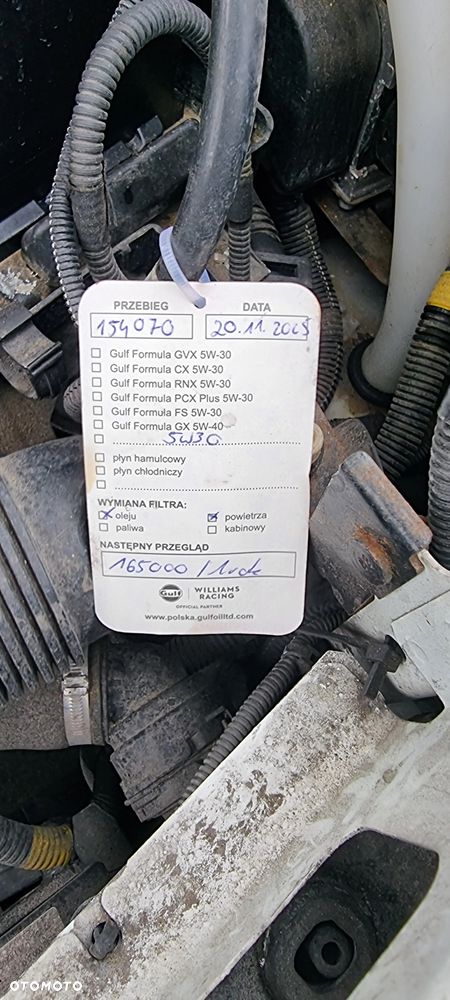 PRZEBIEG DATA
154070 20.11.2025
Gulf Formula GVX 5W-30
Gulf Formula CX 5W-30
Gulf Formula RNX 5W-30
Gulf Formula PCX Plus 5W-30
Gulf Formuła FS 5W-30
Gulf Formula GX 5W-40
5W30
płyn hamulcowy
płyn chłodniczy
WYMIANA FILTRA:
oleju powietrza
paliwa kabinowy
NASTĘPNY PRZEGLĄD
165000 / 1rok
Gulf WILLIAMS
RACING
OFFICIAL PARTNER
www.polska.gulfoilltd.com
OTOMOTO